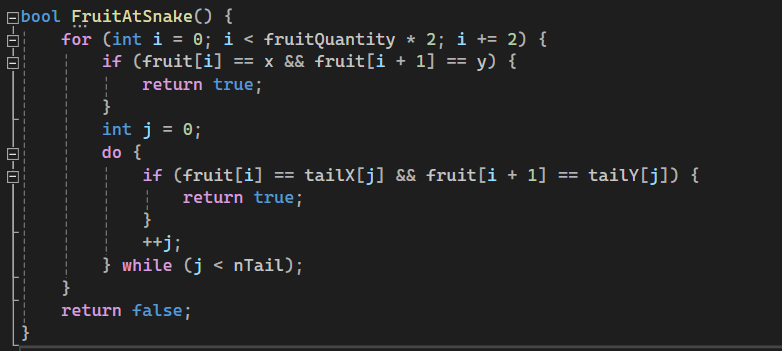 bool FruitAtSnake() {
    for (int i = 0; i < fruitQuantity * 2; i += 2) {
        if (fruit[i] == x && fruit[i + 1] == y) {
            return true;
        }
        int j = 0;
        do {
            if (fruit[i] == tailX[j] && fruit[i + 1] == tailY[j]) {
                return true;
            }
            ++j;
        } while (j < nTail);
    }
    return false;
}